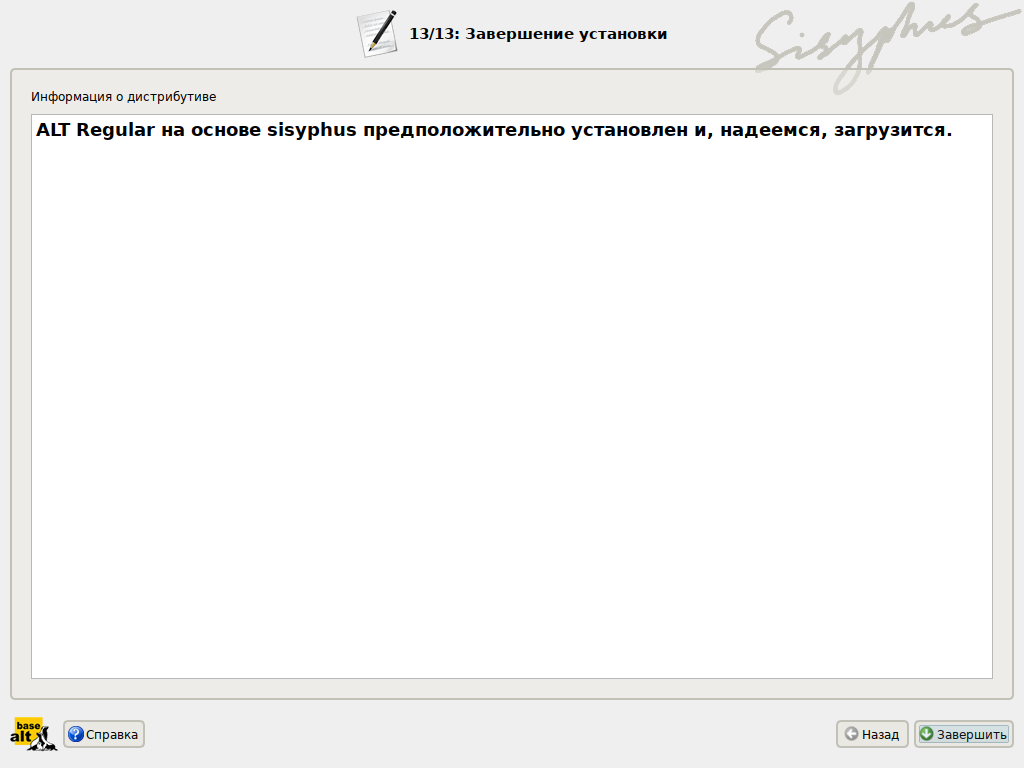 13/13: Завершение установки
Sisyphus
Информация о дистрибутиве
ALT Regular на основе sisyphus предположительно установлен и, надеемся, загрузится.
base
alt
Справка
Назад
Завершить